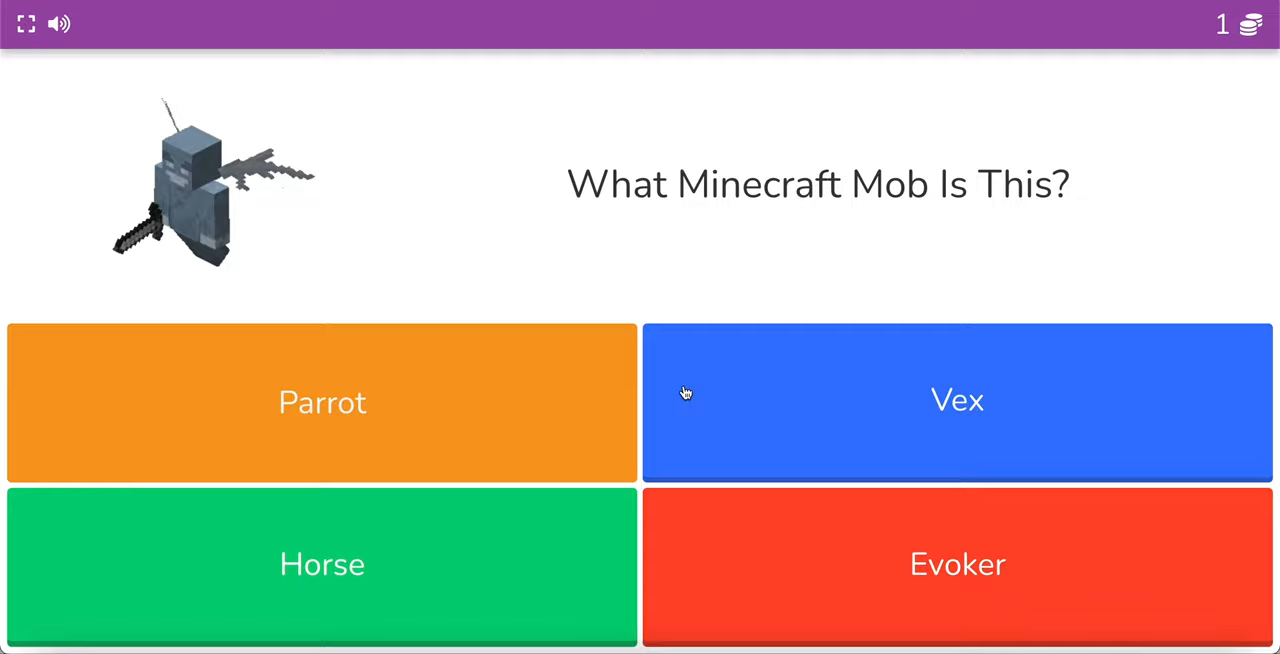 1
What Minecraft Mob Is This?
Parrot
Vex
Horse
Evoker